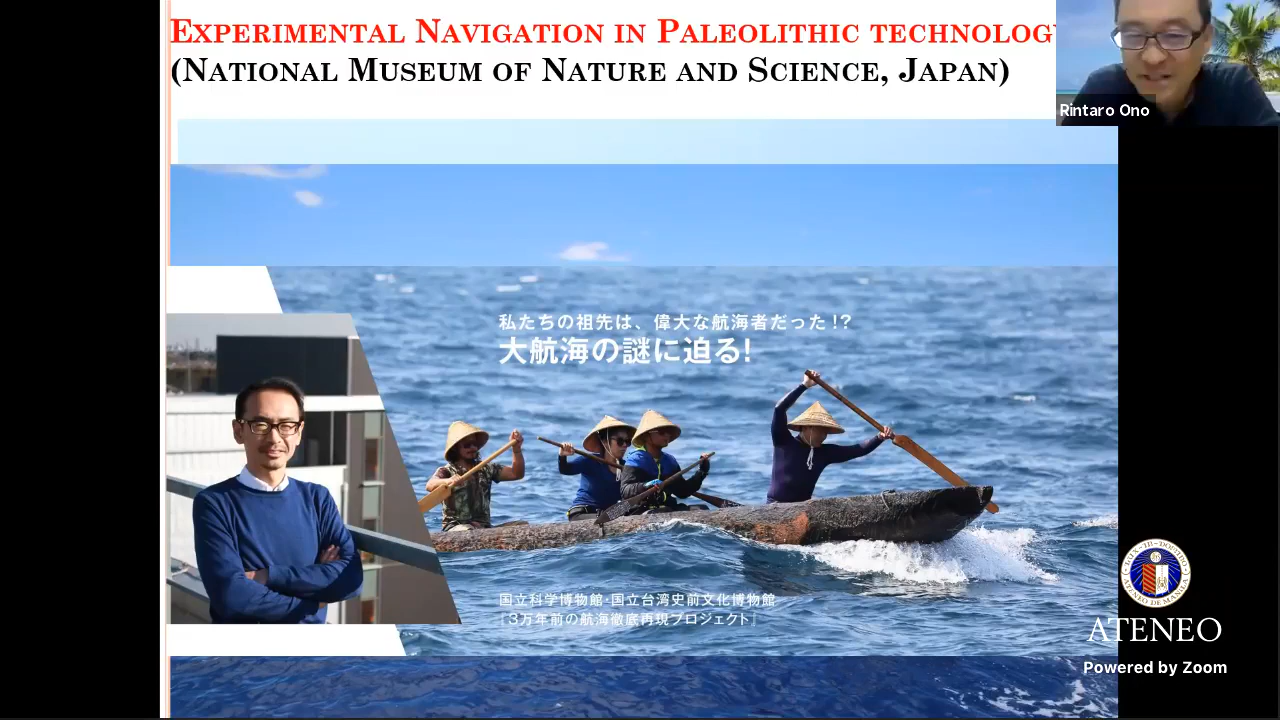 EXPERIMENTAL NAVIGATION IN PALEOLITHIC TECHNOLOGY
(NATIONAL MUSEUM OF NATURE AND SCIENCE, JAPAN)
Rintaro Ono
私たちの祖先は、偉大な航海者だった!?
大航海の謎に迫る!
国立科学博物館・国立台湾史前文化博物館
「3万年前の航海徹底再現プロジェクト」
ATENEO
Powered by Zoom